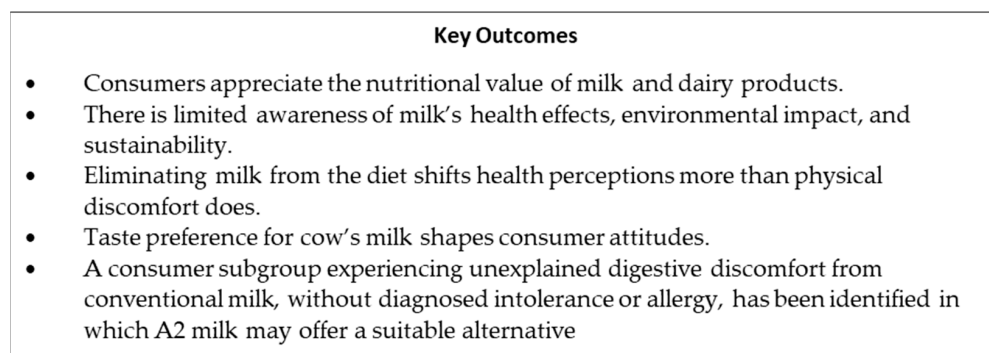 Key Outcomes
• Consumers appreciate the nutritional value of milk and dairy products.
• There is limited awareness of milk's health effects, environmental impact, and
sustainability.
• Eliminating milk from the diet shifts health perceptions more than physical
discomfort does.
• Taste preference for cow's milk shapes consumer attitudes.
• A consumer subgroup experiencing unexplained digestive discomfort from
conventional milk, without diagnosed intolerance or allergy, has been identified in
which A2 milk may offer a suitable alternative